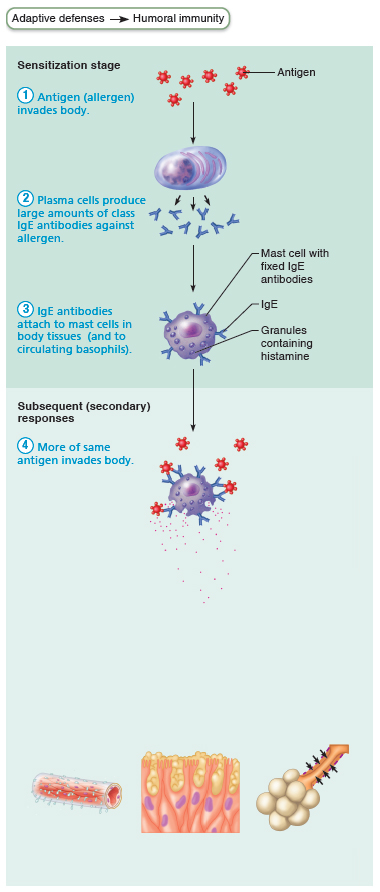 Adaptive defenses → Humoral immunity
Sensitization stage
Antigen
1 Antigen (allergen)
invades body.
2 Plasma cells produce
large amounts of class
IgE antibodies against
allergen.
Mast cell with
fixed IgE
antibodies
IgE
Granules
containing
histamine
3 IgE antibodies
attach to mast cells in
body tissues (and to
circulating basophils).
Subsequent (secondary)
responses
4 More of same
antigen invades body.